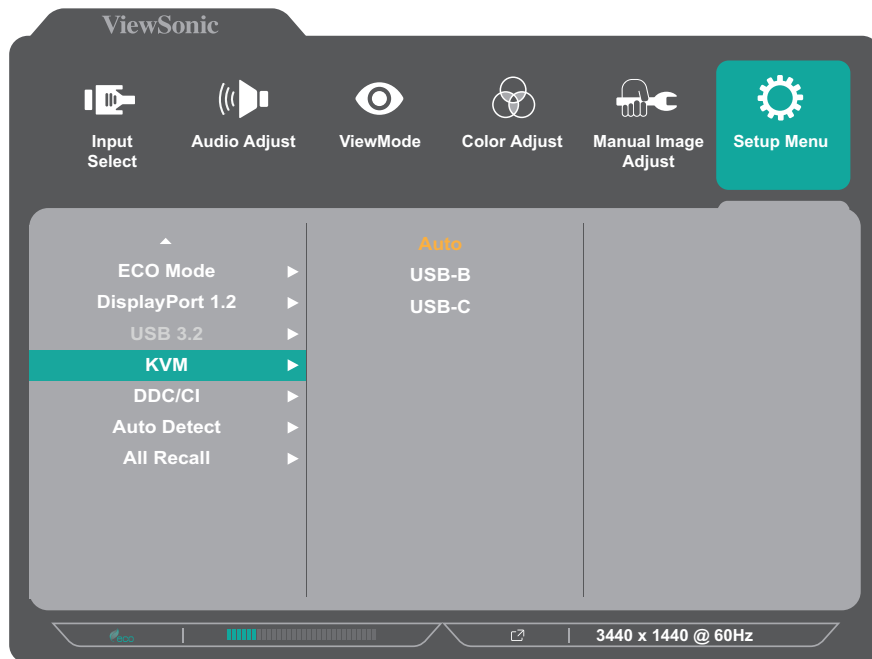 ViewSonic
Input
Select
Audio Adjust
ViewMode
Color Adjust
Manual Image
Adjust
Setup Menu
ECO Mode
DisplayPort 1.2
USB 3.2
KVM
DDC/CI
Auto Detect
All Recall
Auto
USB-B
USB-C
eco
3440 x 1440 @ 60Hz